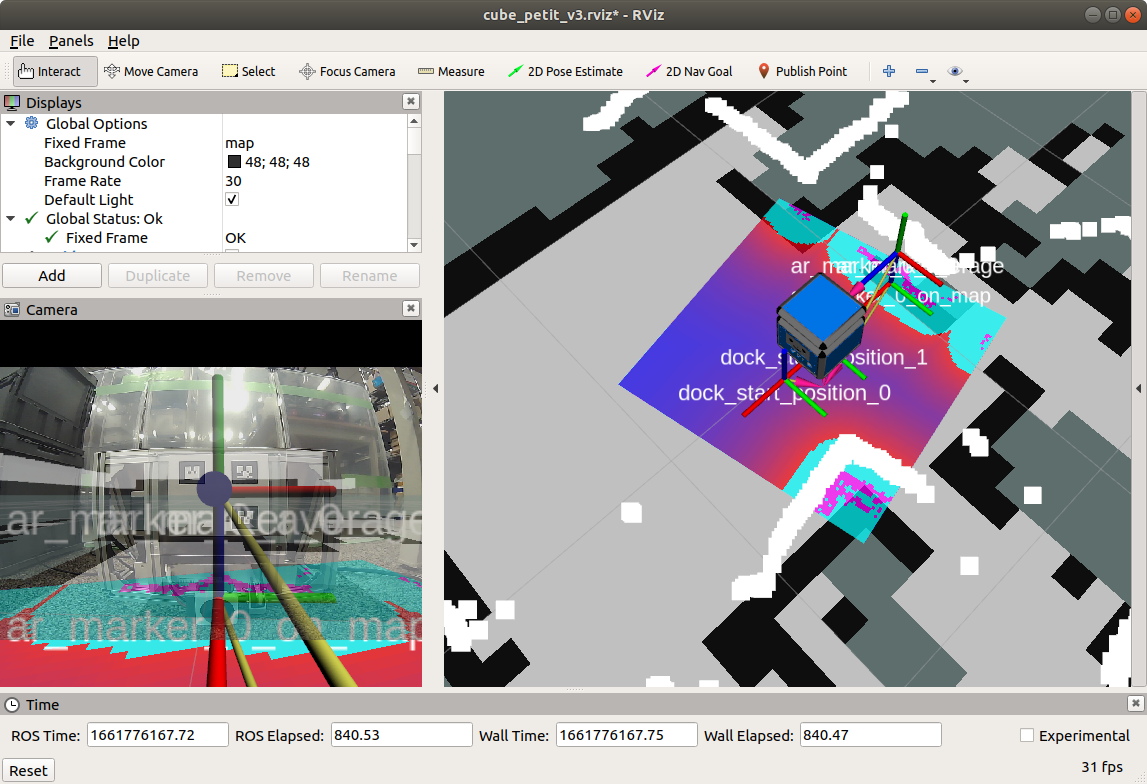 cube_petit_v3.rviz* - RViz
File Panels Help
Interact Move Camera Select Focus Camera Measure 2D Pose Estimate 2D Nav Goal Publish Point
Displays
Global Options
Fixed Frame map
Background Color 48; 48; 48
Frame Rate 30
Default Light
Global Status: Ok
Fixed Frame OK
Add Duplicate Remove Rename
Camera
ar_marker_0_on_map
dock_start_position_1
dock_start_position_0
Time
ROS Time: 1661776167.72 ROS Elapsed: 840.53 Wall Time: 1661776167.75 Wall Elapsed: 840.47 Experimental
Reset 31 fps